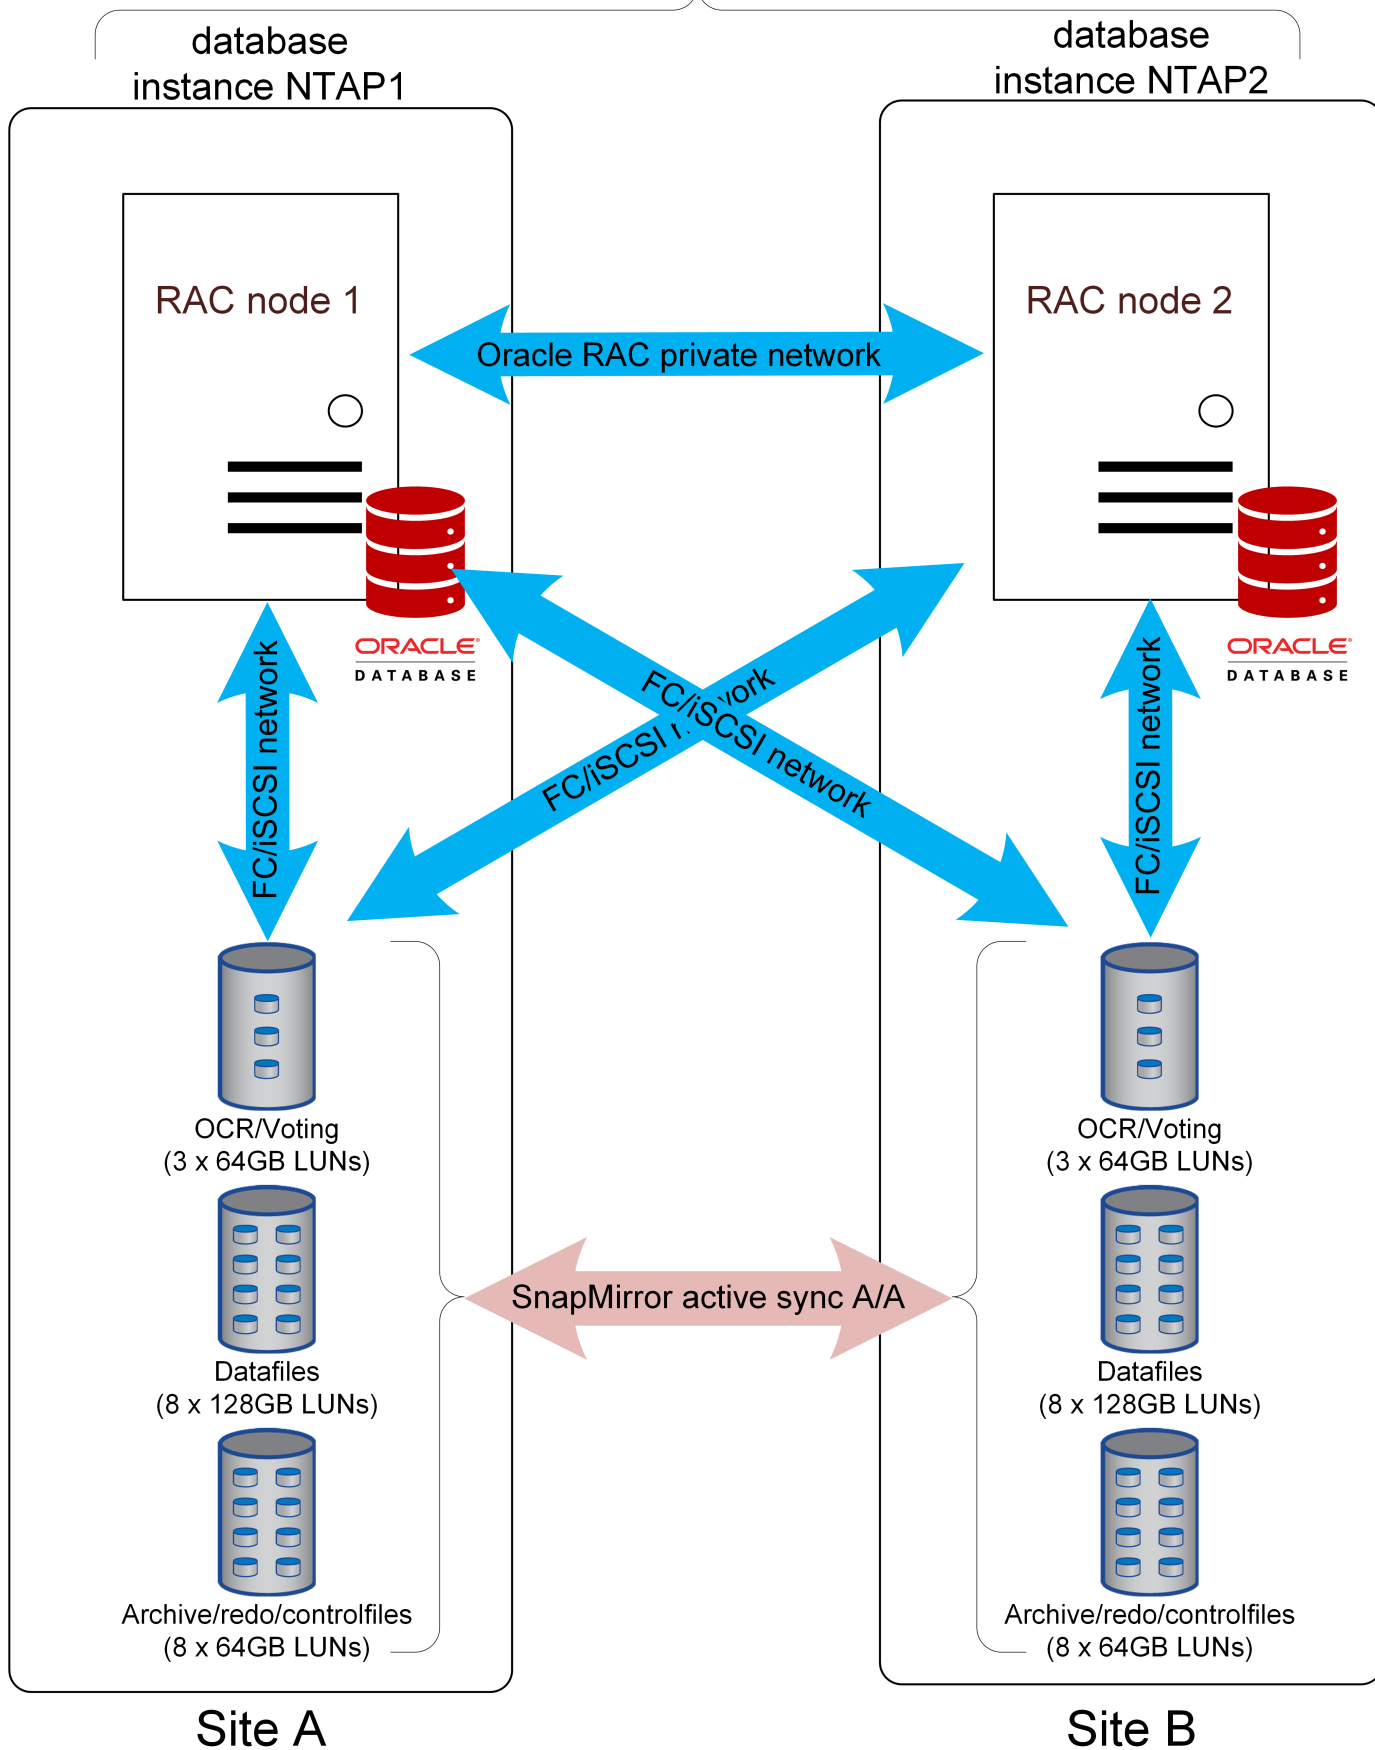 database
instance NTAP1
database
instance NTAP2
RAC node 1
RAC node 2
Oracle RAC private network
ORACLE®
DATABASE
ORACLE®
DATABASE
FC/iSCSI network
FC/iSCSI
FC/iSCSI network
FC/iSCSI network
OCR/Voting
(3 x 64GB LUNs)
OCR/Voting
(3 x 64GB LUNs)
Datafiles
(8 x 128GB LUNs)
SnapMirror active sync A/A
Datafiles
(8 x 128GB LUNs)
Archive/redo/controlfiles
(8 x 64GB LUNs)
Archive/redo/controlfiles
(8 x 64GB LUNs)
Site A
Site B